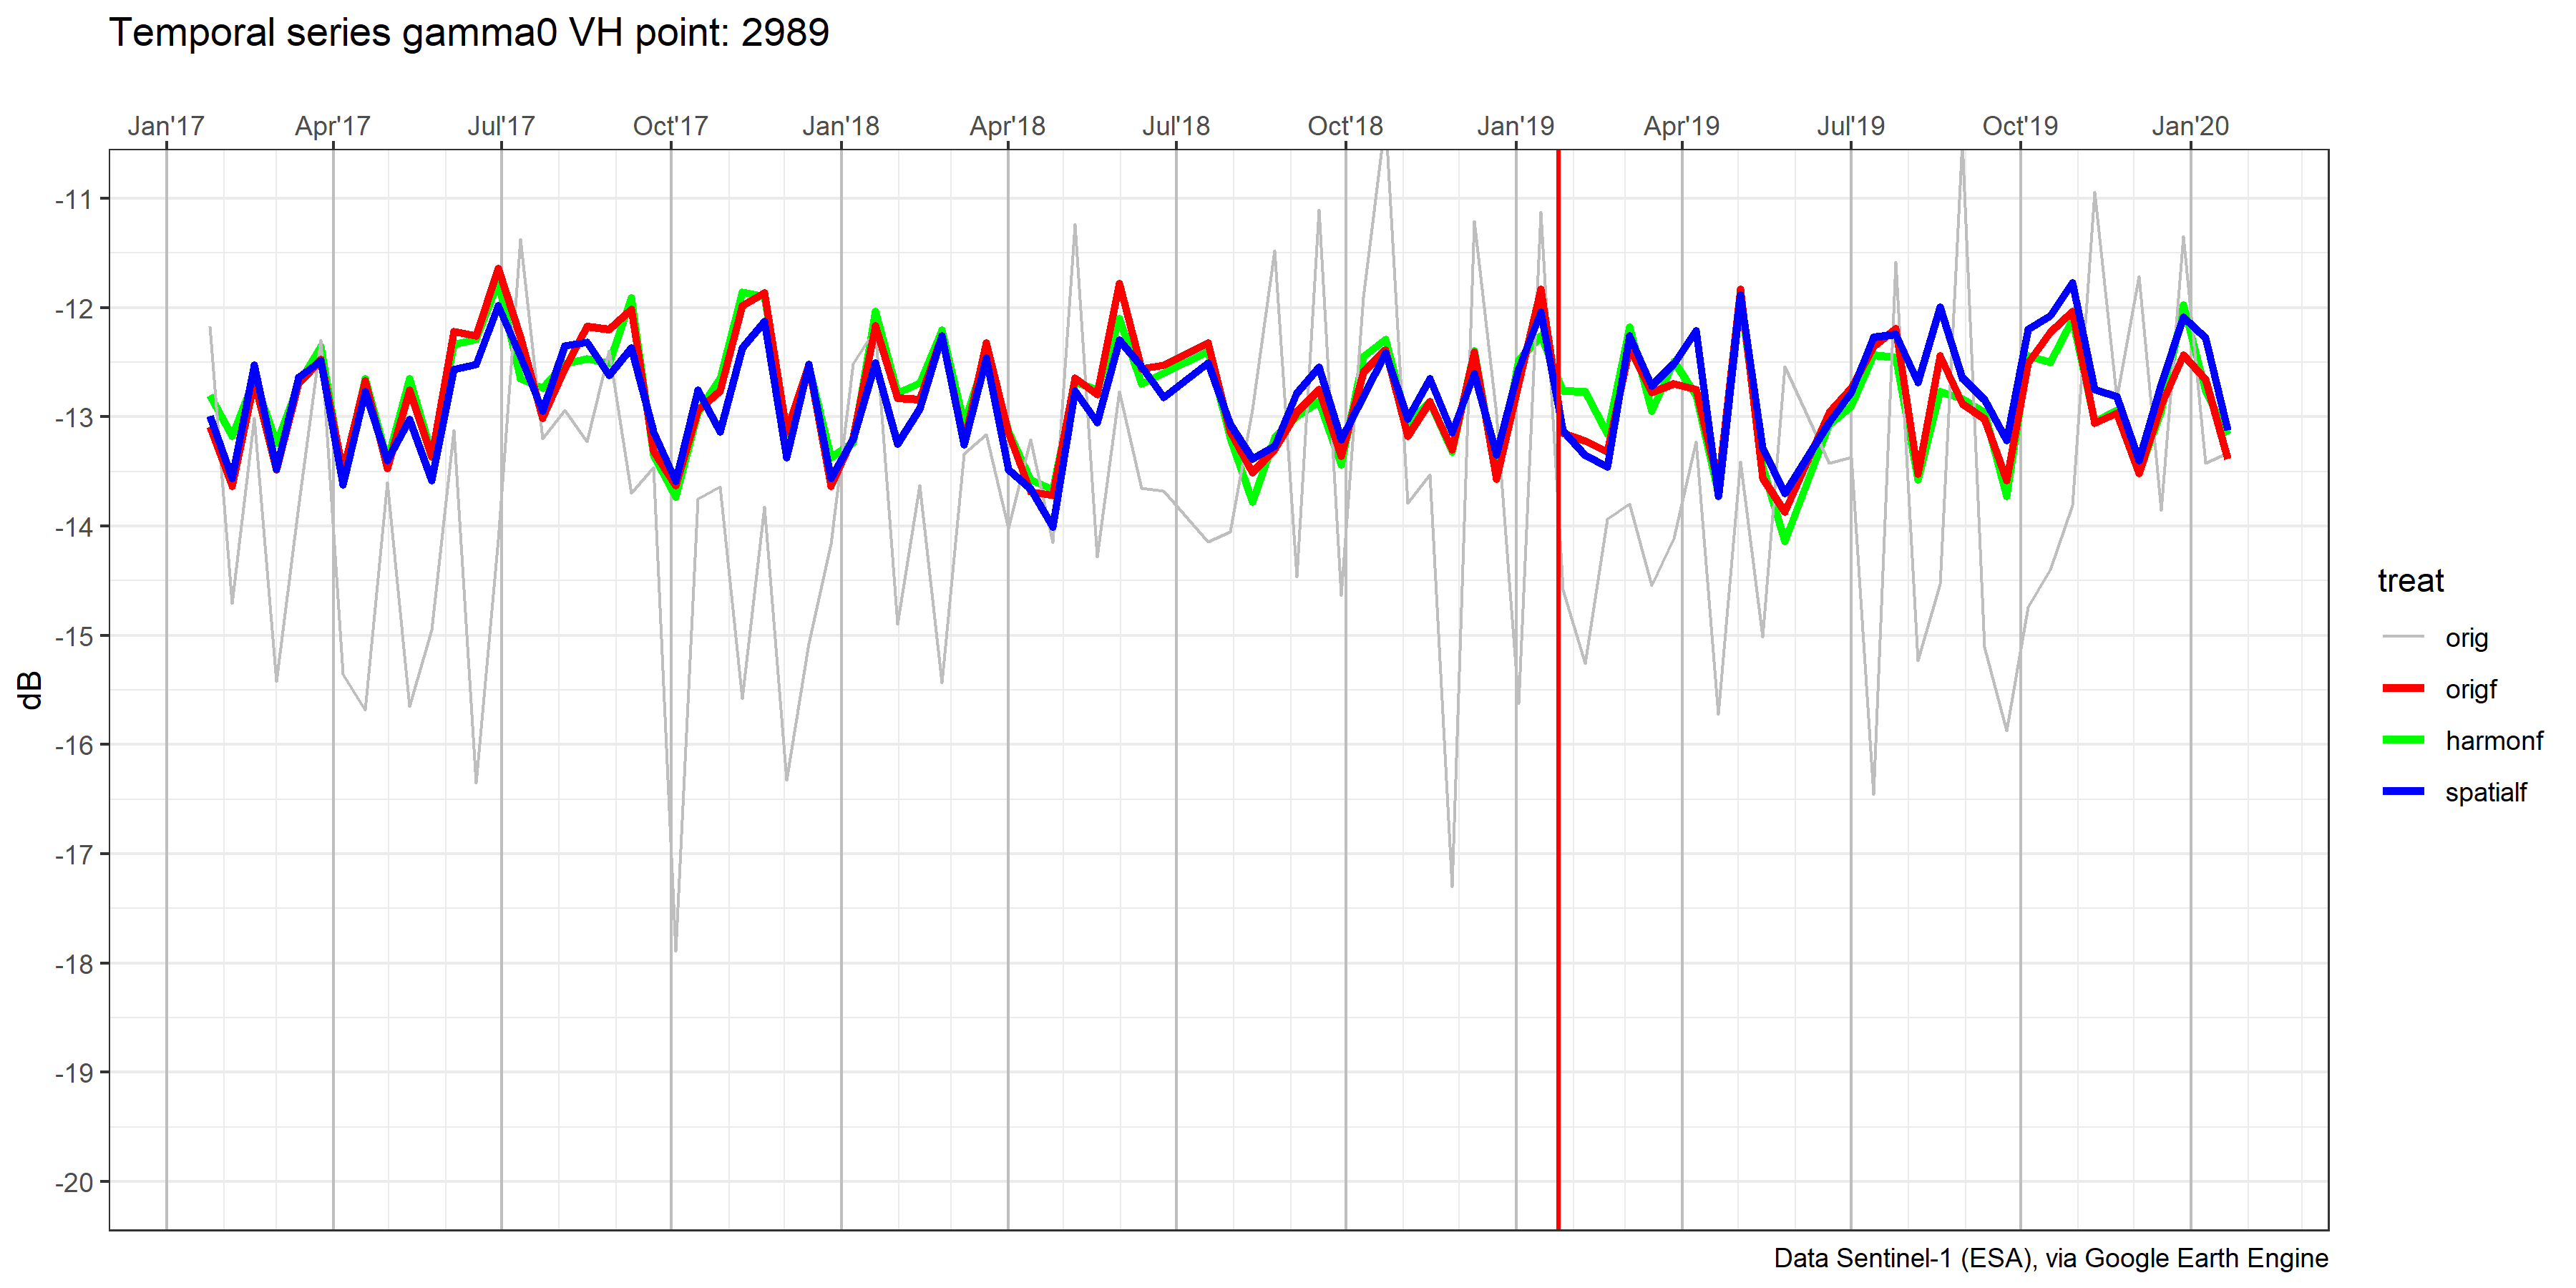 Temporal series gamma0 VH point: 2989
Jan'17 Apr'17 Jul'17 Oct'17 Jan'18 Apr'18 Jul'18 Oct'18 Jan'19 Apr'19 Jul'19 Oct'19 Jan'20
-11
-12
-13
-14
-15
-16
-17
-18
-19
-20
dB
treat
orig
origf
harmonf
spatialf
Data Sentinel-1 (ESA), via Google Earth Engine